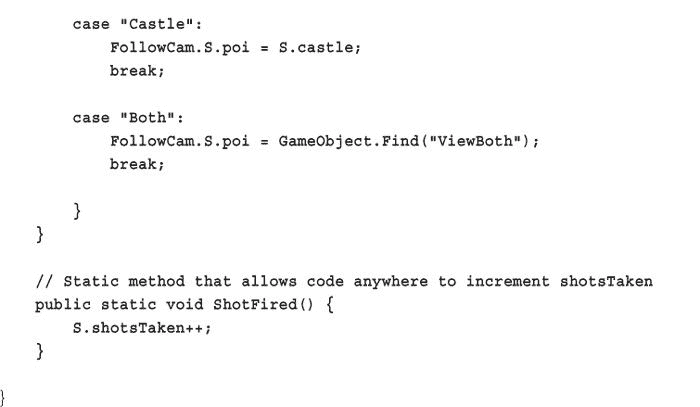 case "Castle":
FollowCam.S.poi = S.castle;
break;
case "Both":
FollowCam.S.poi = GameObject.Find("ViewBoth");
break;
}
}
// Static method that allows code anywhere to increment shotsTaken
public static void ShotFired() {
S.shotsTaken++;
}
}